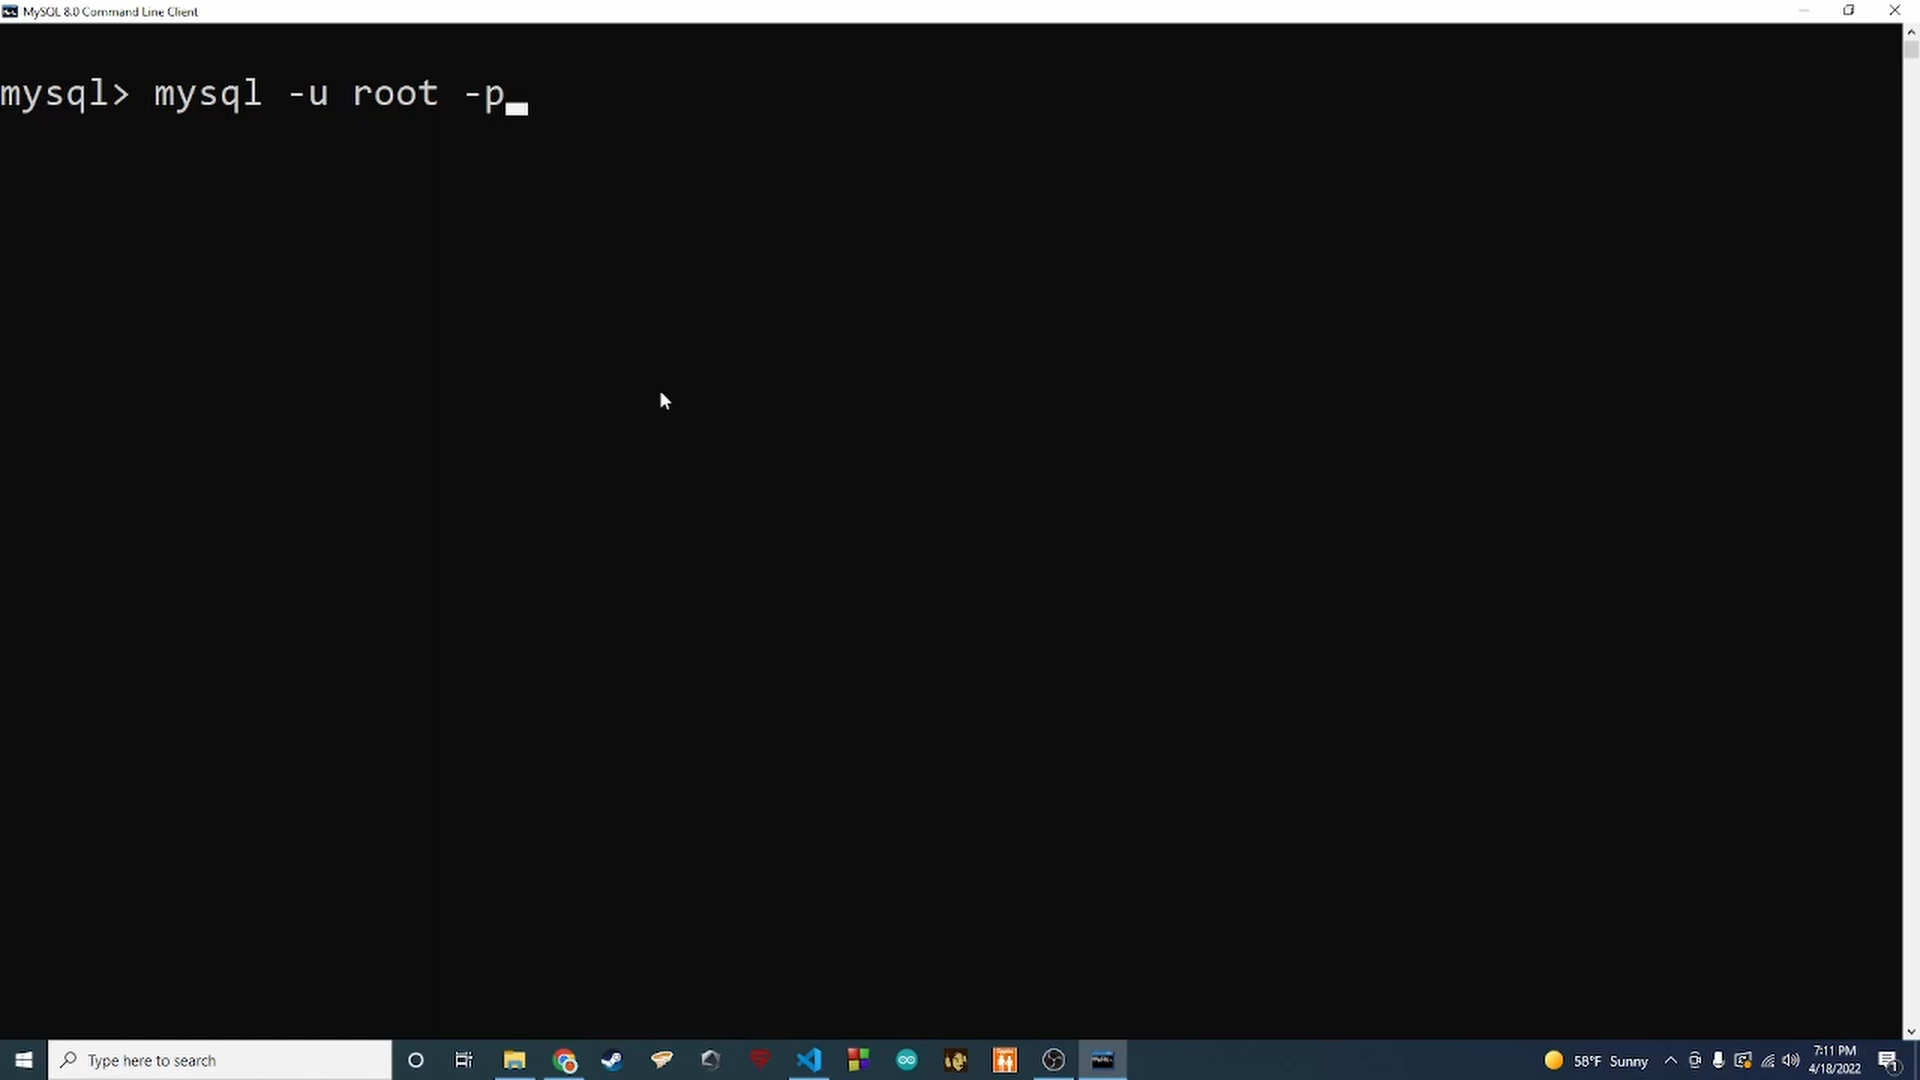 MySQL 8.0 Command Line Client
mysql> mysql -u root -p
Type here to search
58°F Sunny
7:11 PM
4/18/2022
1